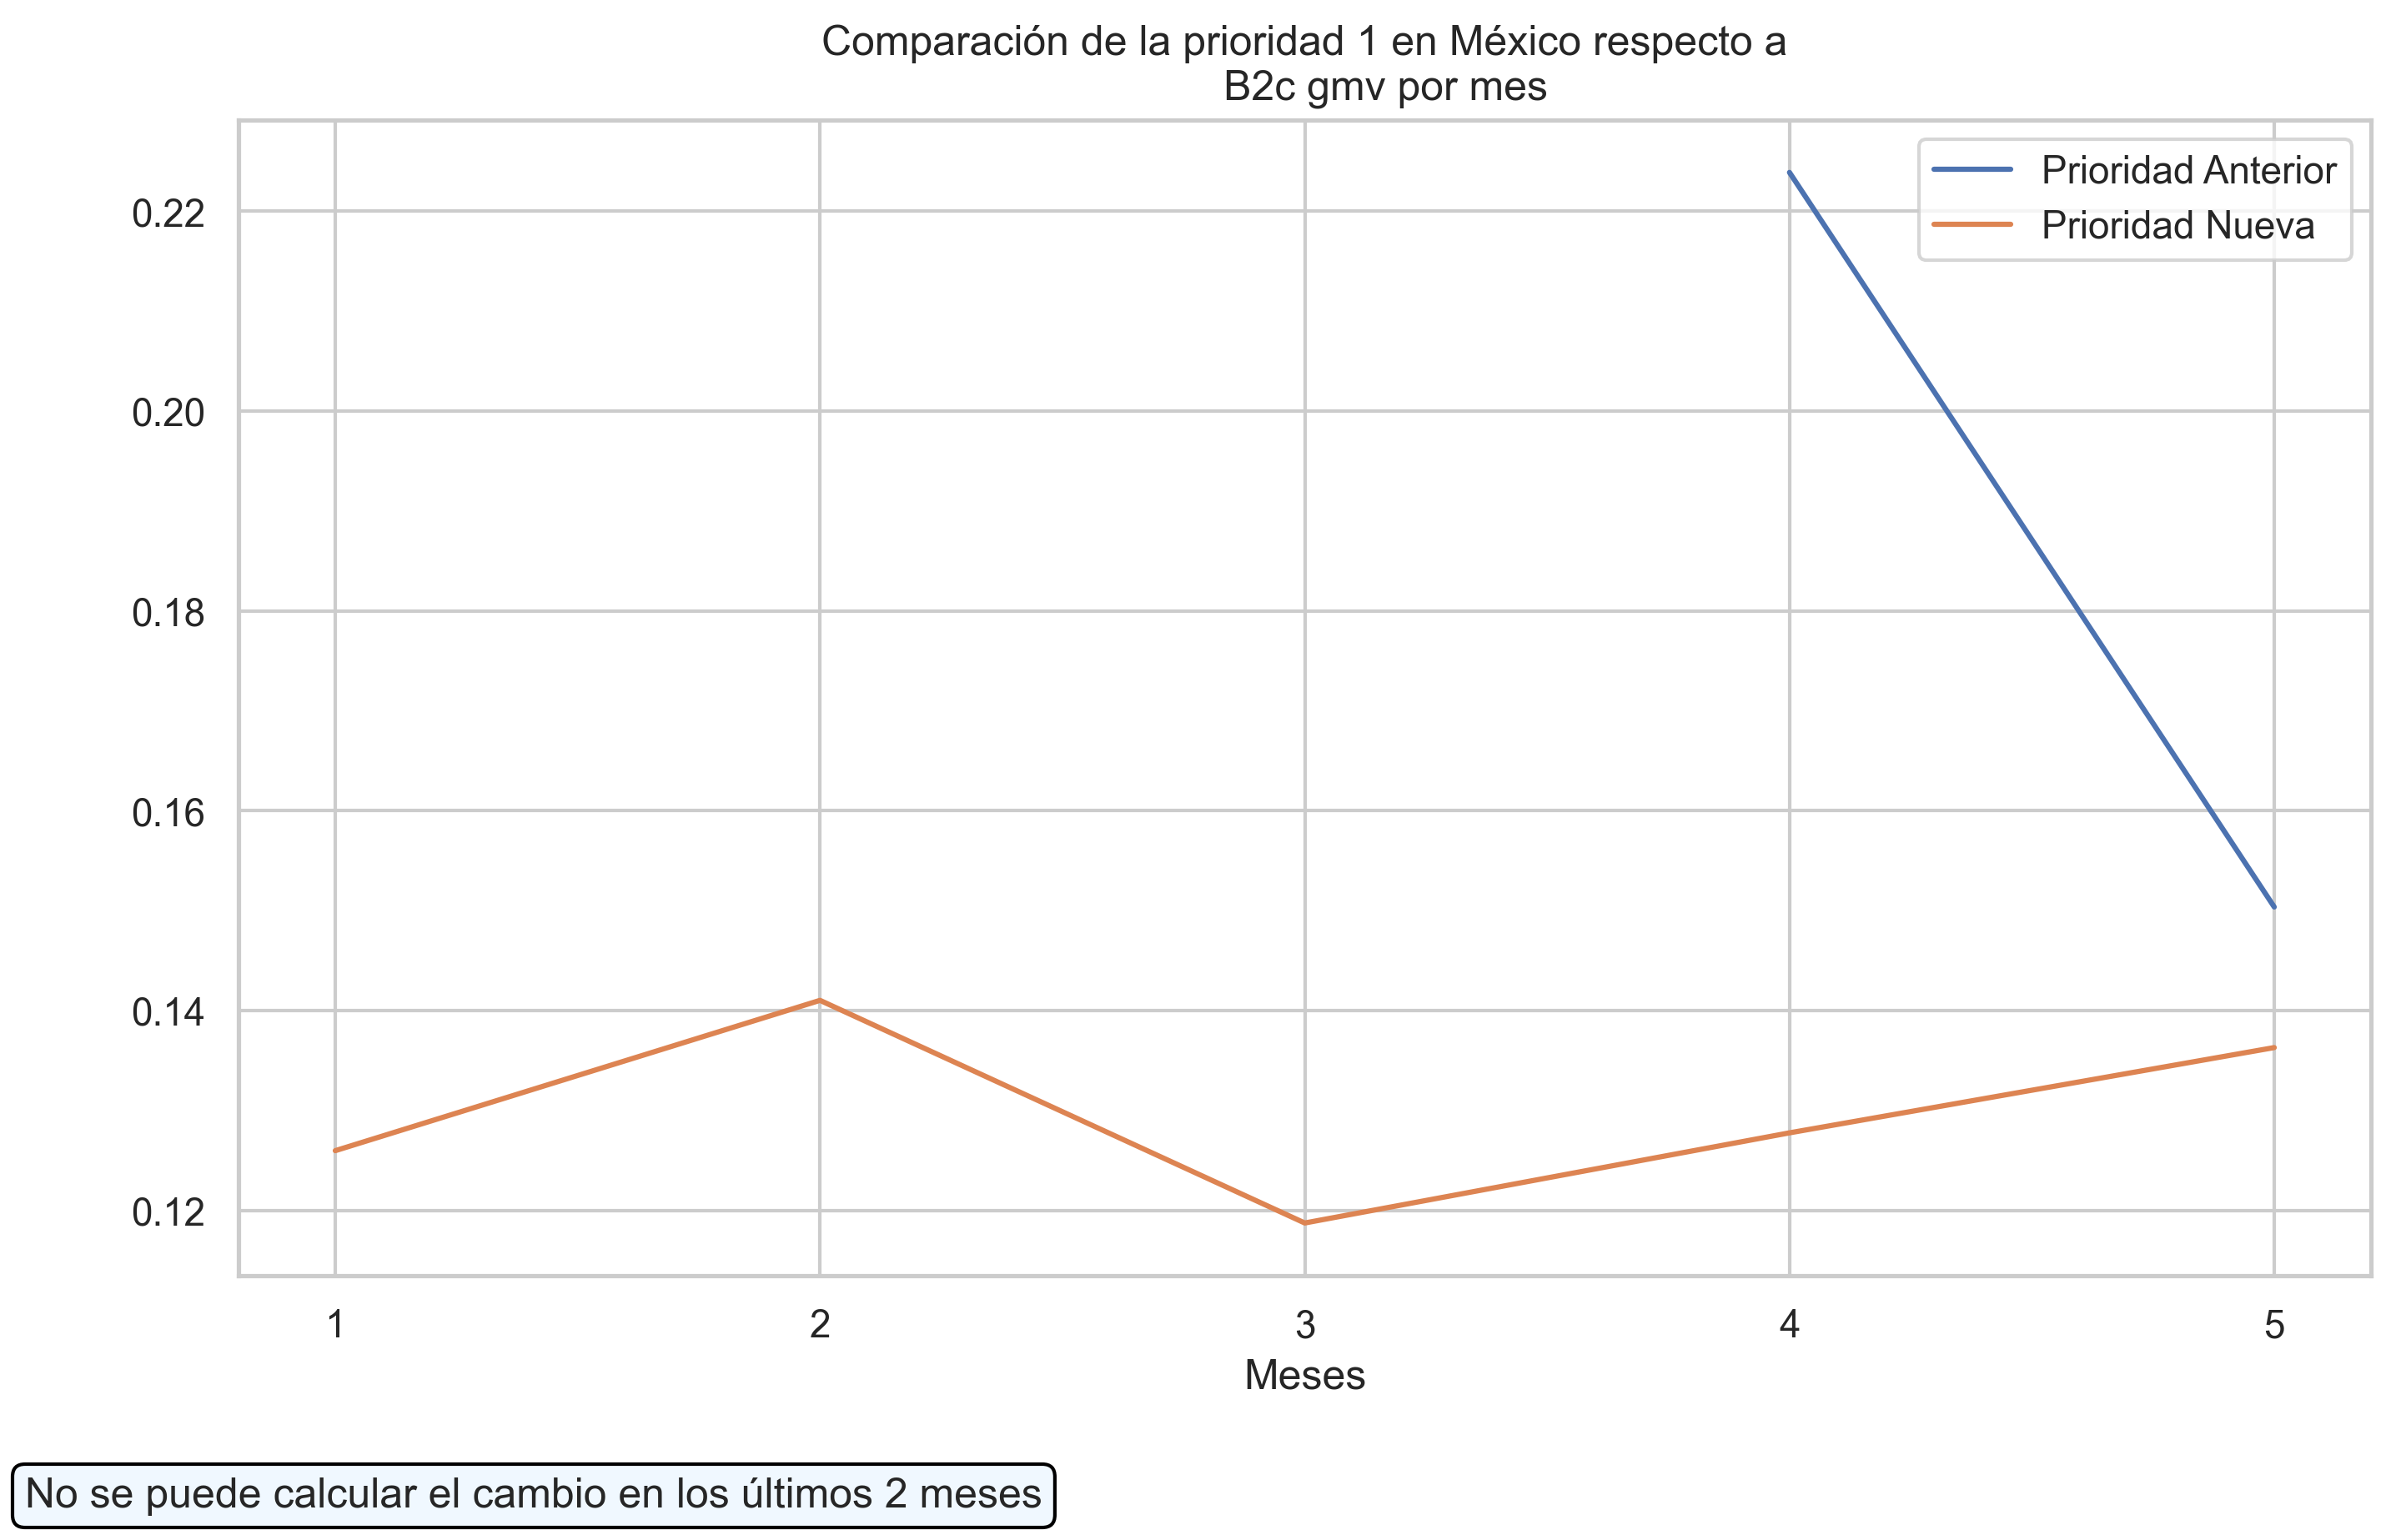 Comparación de la prioridad 1 en México respecto a
B2c gmv por mes
Prioridad Anterior
Prioridad Nueva
0.22
0.20
0.18
0.16
0.14
0.12
1 2 3 4 5
Meses
No se puede calcular el cambio en los últimos 2 meses